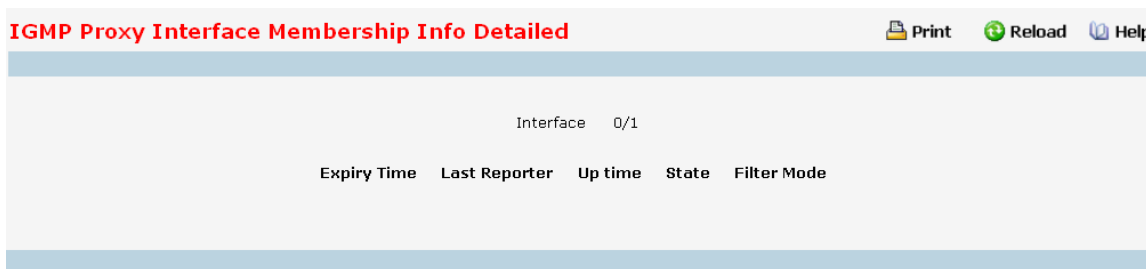 IGMP Proxy Interface Membership Info Detailed Print Reload Help
Interface 0/1
Expiry Time Last Reporter Up time State Filter Mode